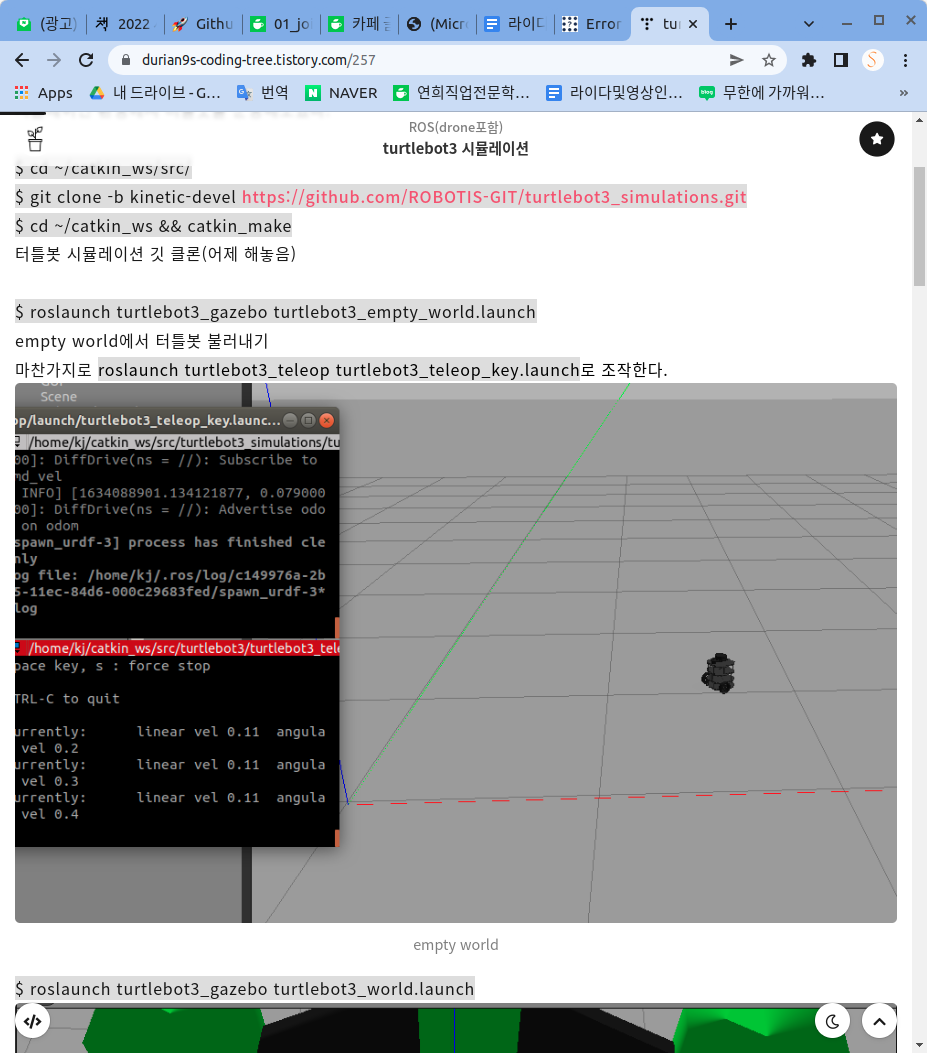 (광고)
2022
Githu
01_joi
카페
(Micr
라이다
Error
tur
durian9s-coding-tree.tistory.com/257
Apps
내 드라이브 - G…
번역
NAVER
연희직업전문학…
라이다및영상인…
무한에 가까워…
»
ROS(drone포함)
turtlebot3 시뮬레이션
$ cd ~/catkin_ws/src/
$ git clone -b kinetic-devel https://github.com/ROBOTIS-GIT/turtlebot3_simulations.git
$ cd ~/catkin_ws && catkin_make
터틀봇 시뮬레이션 깃 클론(어제 해놓음)
$ roslaunch turtlebot3_gazebo turtlebot3_empty_world.launch
empty world에서 터틀봇 불러내기
마찬가지로 roslaunch turtlebot3_teleop turtlebot3_teleop_key.launch로 조작한다.
Scene
op/launch/turtlebot3_teleop_key.launc...
/home/kj/catkin_ws/src/turtlebot3_simulations/tu
00]: DiffDrive(ns = //): Subscribe to
md_vel
INFO] [1634088901.134121877, 0.079000
00]: DiffDrive(ns = //): Advertise odo
on odom
spawn_urdf-3] process has finished cle
nly
og file: /home/kj/.ros/log/c149976a-2b
5-11ec-84d6-000c29683fed/spawn_urdf-3*
log
/home/kj/catkin_ws/src/turtlebot3/turtlebot3_tele
pace key, s : force stop
TRL-C to quit
urrently: linear vel 0.11 angula
vel 0.2
urrently: linear vel 0.11 angula
vel 0.3
urrently: linear vel 0.11 angula
vel 0.4
empty world
$ roslaunch turtlebot3_gazebo turtlebot3_world.launch